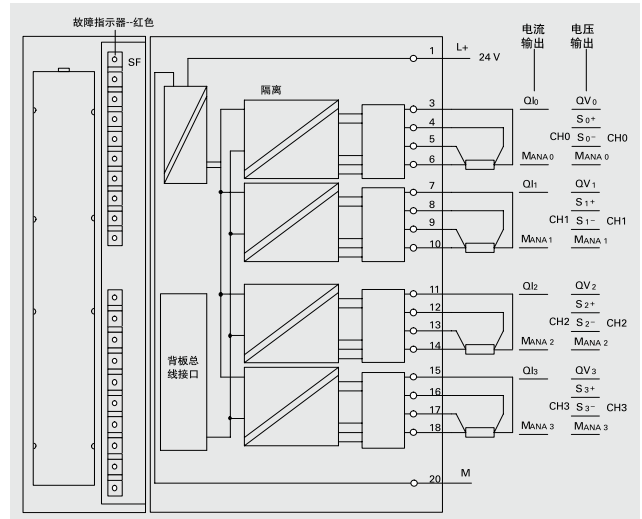 故障指示器--红色
SF
电流
输出
电压
输出
1
L+
24 V
隔离
3
QI0
QV0
4
S0+
5
CH0
S0−
CH0
6
MANA0
MANA0
7
QI1
QV1
8
S1+
9
CH1
S1−
CH1
10
MANA1
MANA1
11
QI2
QV2
12
S2+
13
CH2
S2−
CH2
14
MANA2
MANA2
背板总
线接口
15
QI3
QV3
16
S3+
17
CH3
S3−
CH3
18
MANA3
MANA3
20
M